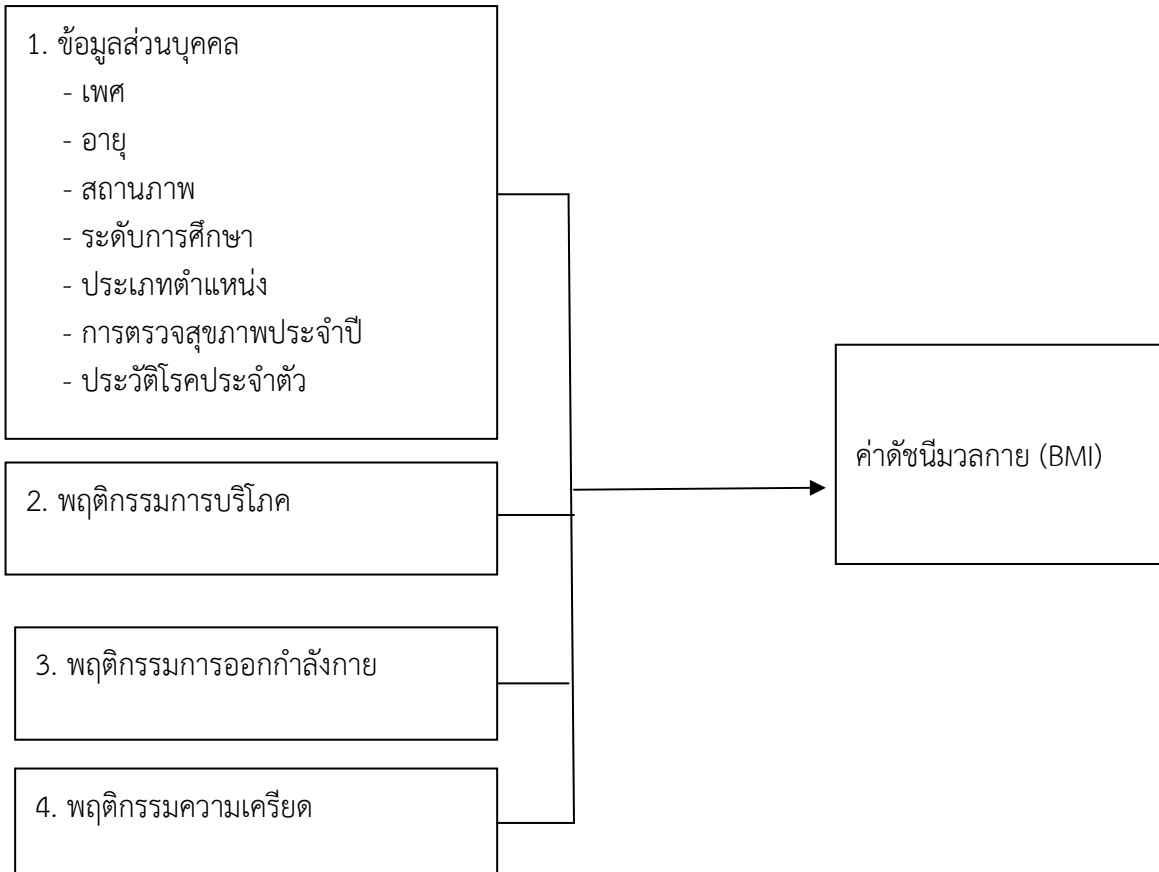 1. ข้อมูลส่วนบุคคล
- เพศ
- อายุ
- สถานภาพ
- ระดับการศึกษา
- ประเภทตำแหน่ง
- การตรวจสุขภาพประจำปี
- ประวัติโรคประจำตัว
2. พฤติกรรมการบริโภค
3. พฤติกรรมการออกกำลังกาย
4. พฤติกรรมความเครียด
ค่าดัชนีมวลกาย (BMI)